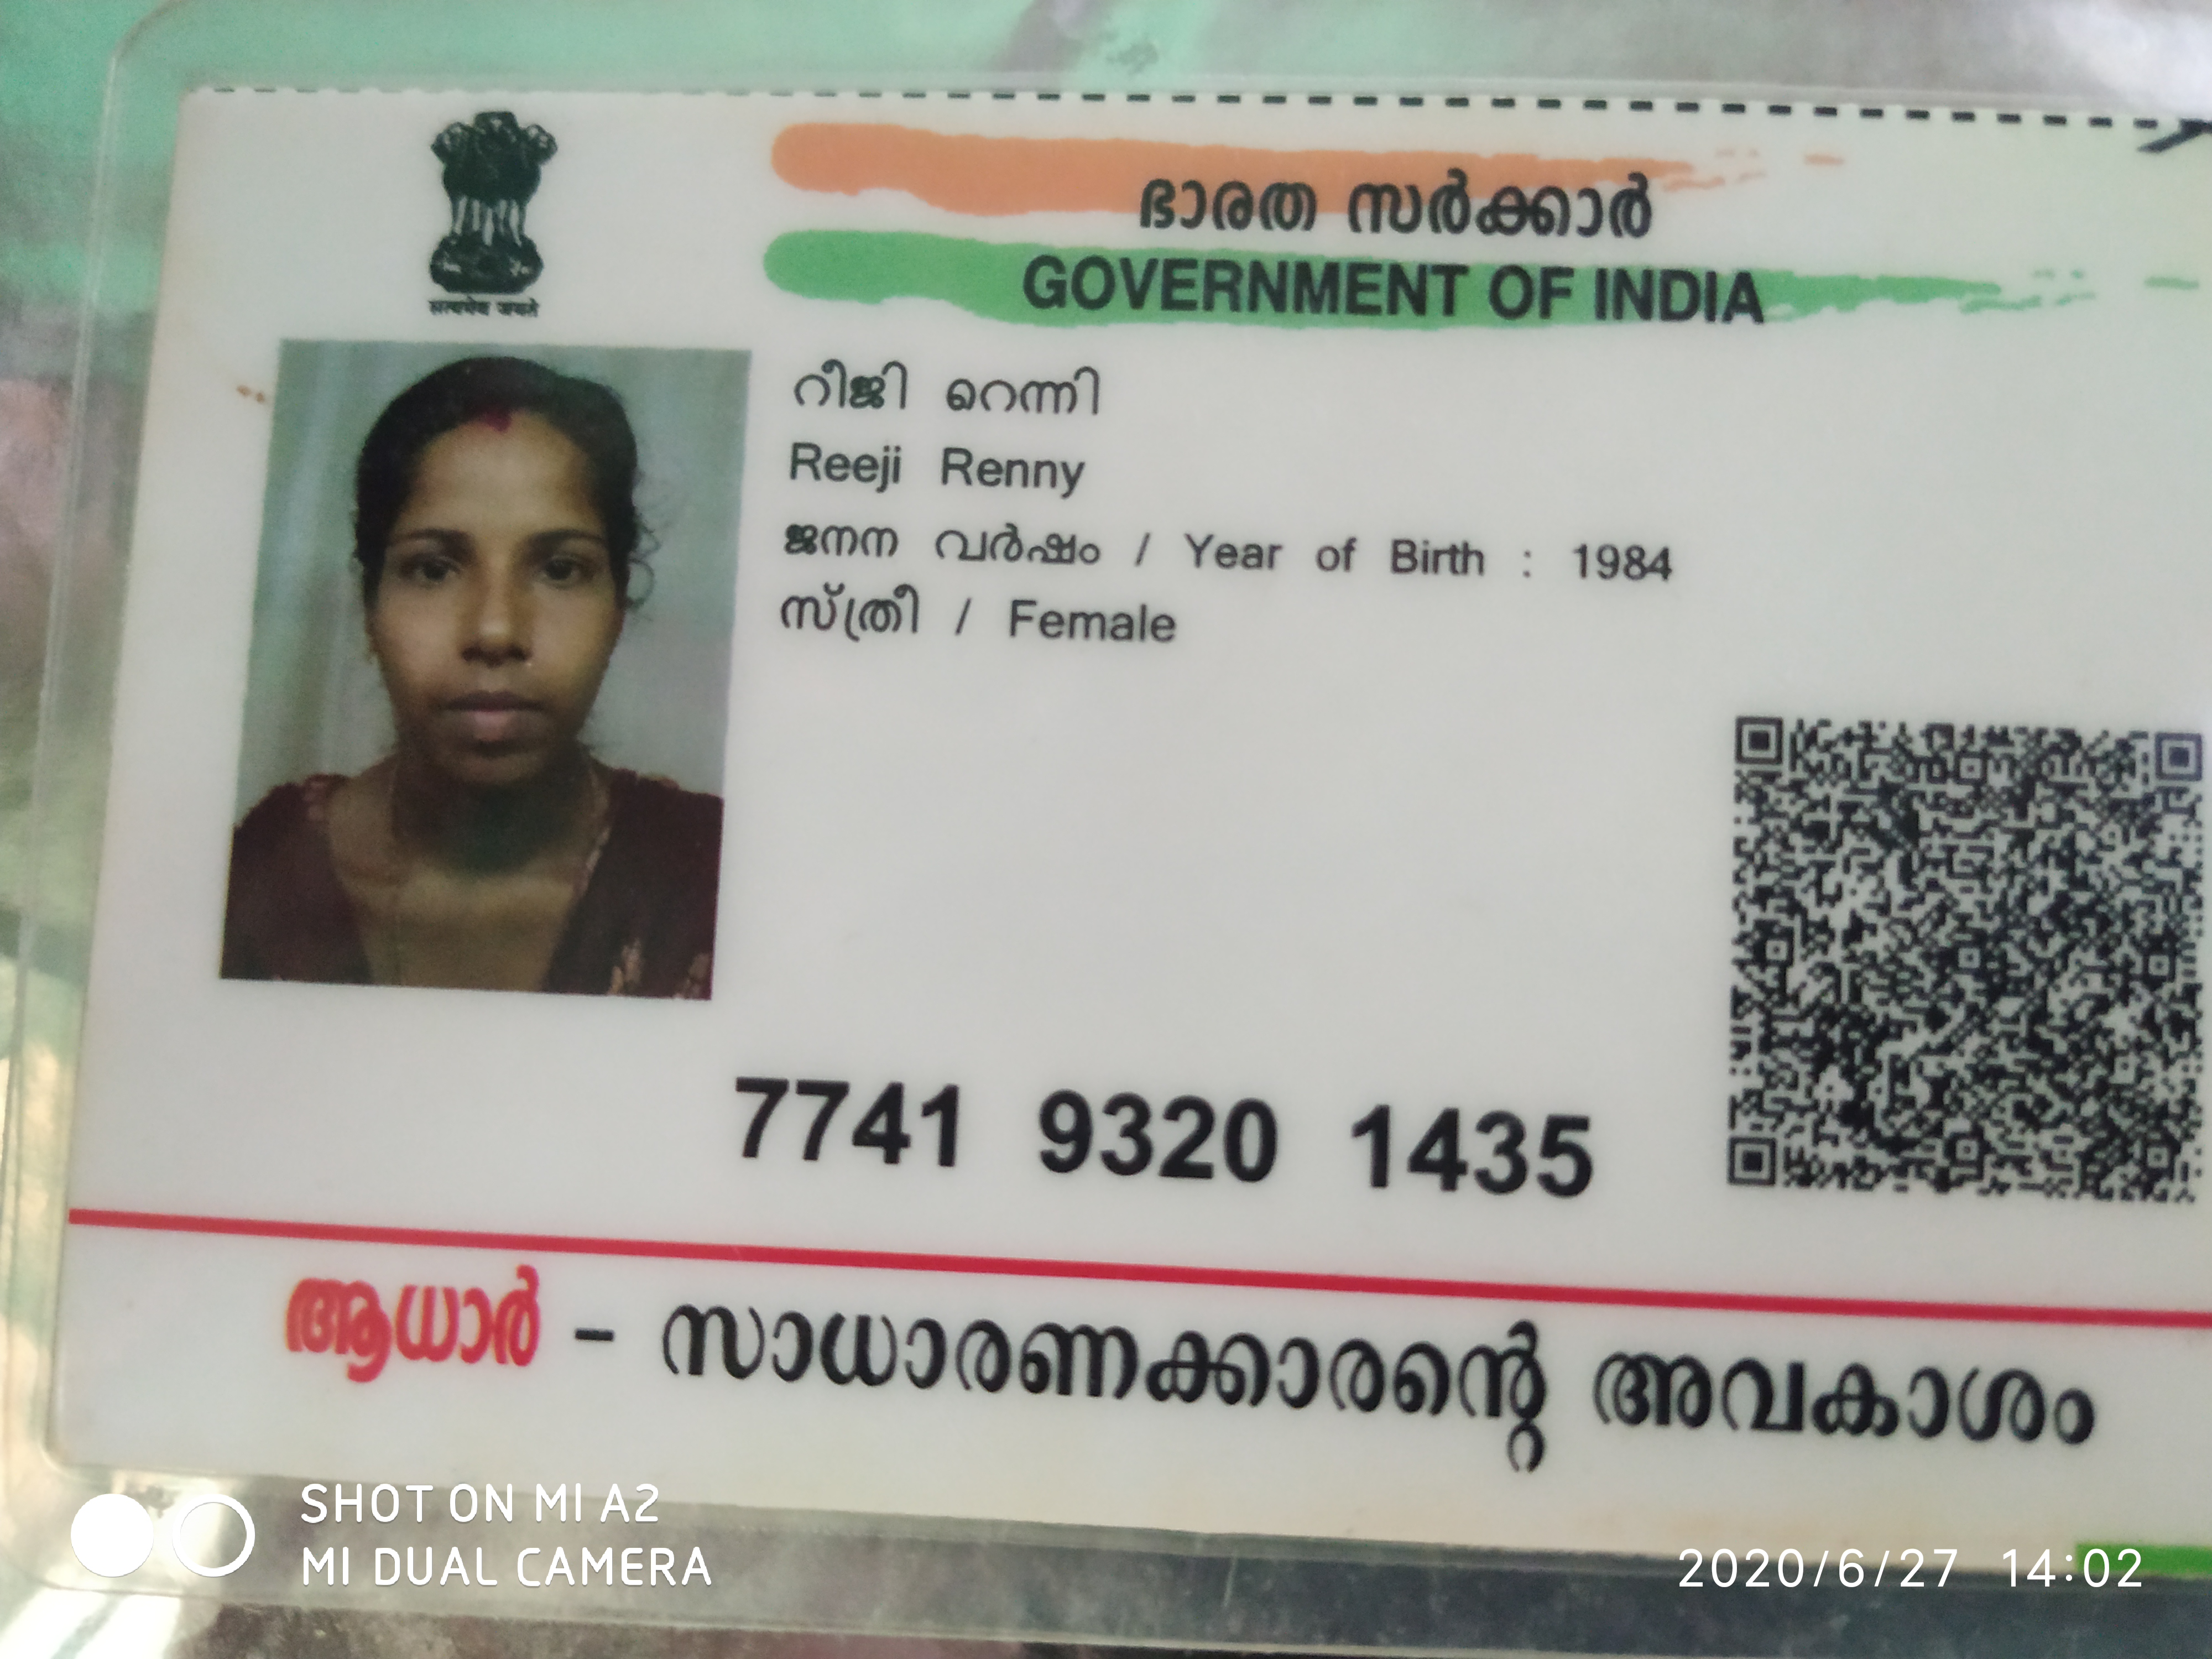 सत्यमेव जयते
ഭാരത സർക്കാർ
GOVERNMENT OF INDIA
റീജി റെന്നി
Reeji Renny
ജനന വർഷം / Year of Birth : 1984
സ്ത്രീ / Female
7741 9320 1435
ആധാർ - സാധാരണക്കാരന്റെ അവകാശം
SHOT ON MI A2
MI DUAL CAMERA
2020/6/27 14:02